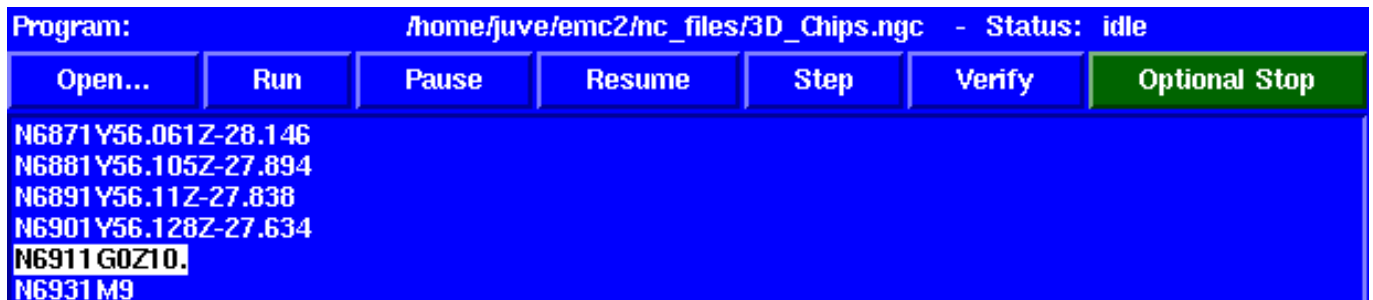 Program: /home/juve/emc2/nc_files/3D_Chips.ngc - Status: idle
Open... Run Pause Resume Step Verify Optional Stop
N6871Y56.061Z-28.146
N6881Y56.105Z-27.894
N6891Y56.11Z-27.838
N6901Y56.128Z-27.634
N6911G0Z10.
N6931M9